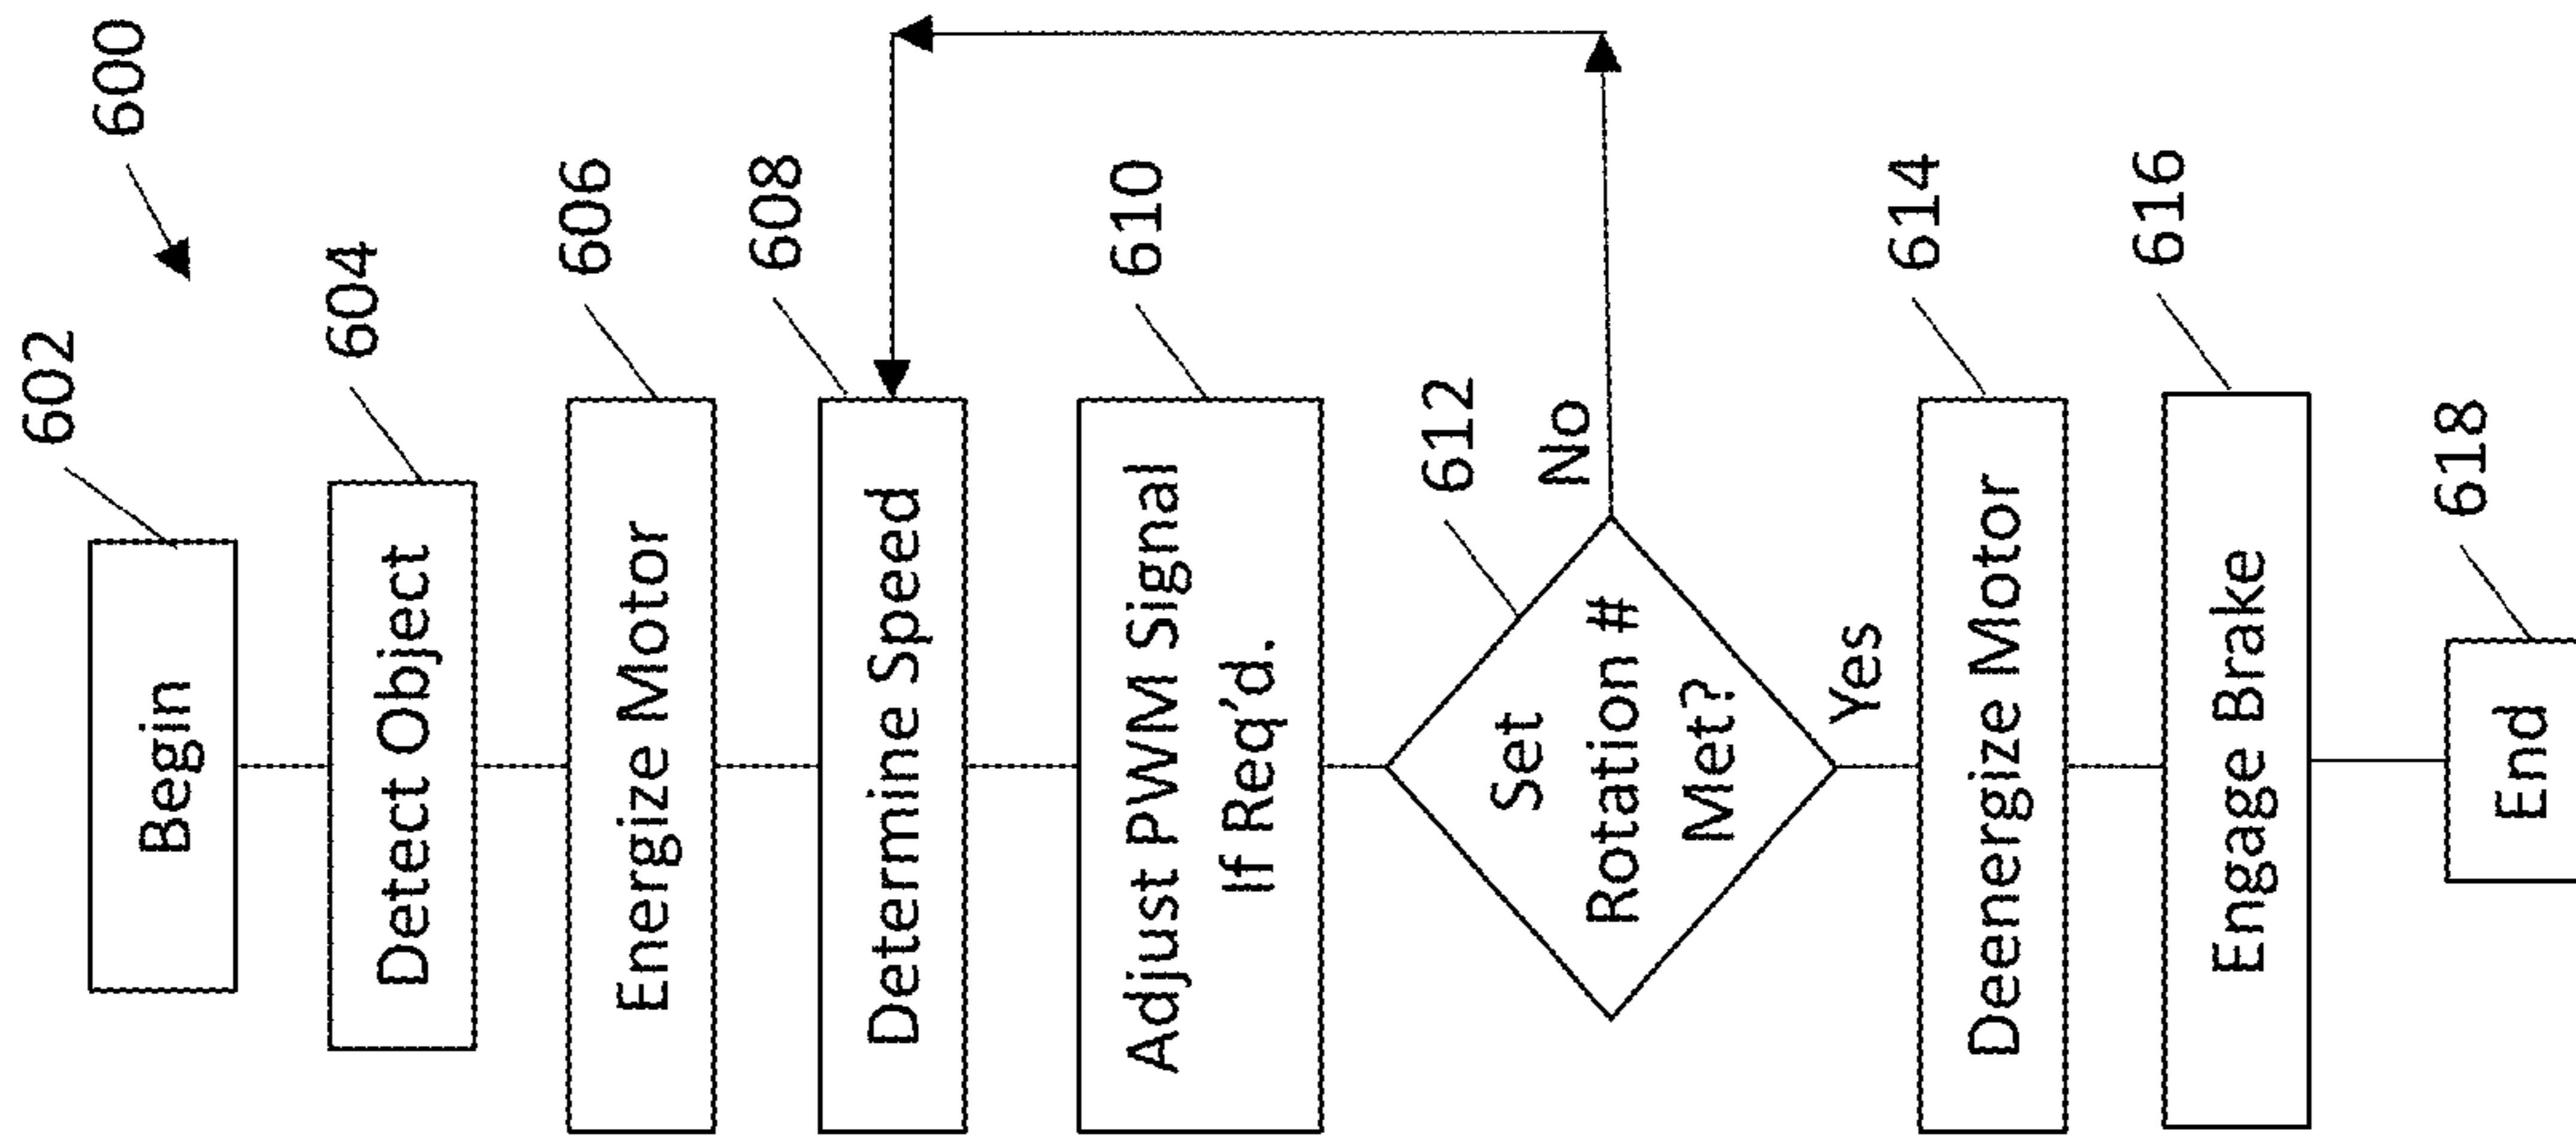 600
602
Begin
604
Detect Object
606
Energize Motor
608
Determine Speed
610
Adjust PWM Signal
If Req'd.
612
Set
Rotation #
Met?
No
Yes
614
Deenergize Motor
616
Engage Brake
618
End